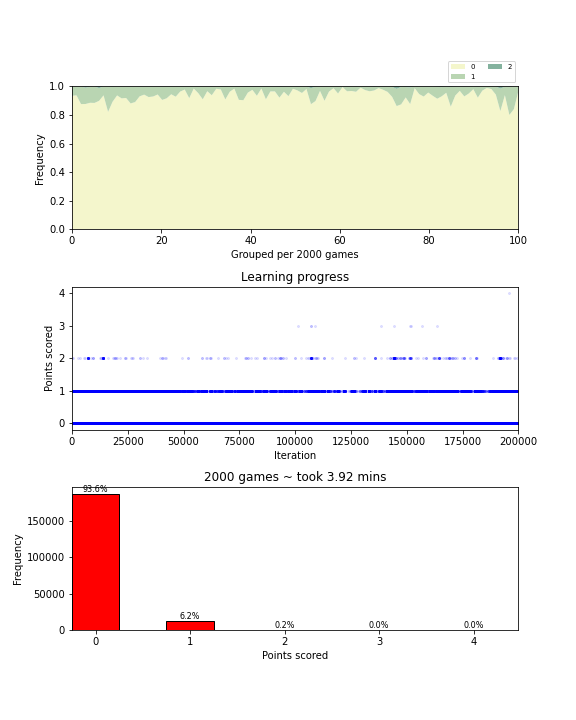 0 2
1
1.0
0.8
0.6
0.4
0.2
0.0
Frequency
0 20 40 60 80 100
Grouped per 2000 games
Learning progress
4
3
2
1
0
Points scored
0 25000 50000 75000 100000 125000 150000 175000 200000
Iteration
2000 games ~ took 3.92 mins
150000
100000
50000
0
Frequency
93.6%
6.2%
0.2%
0.0%
0.0%
0 1 2 3 4
Points scored